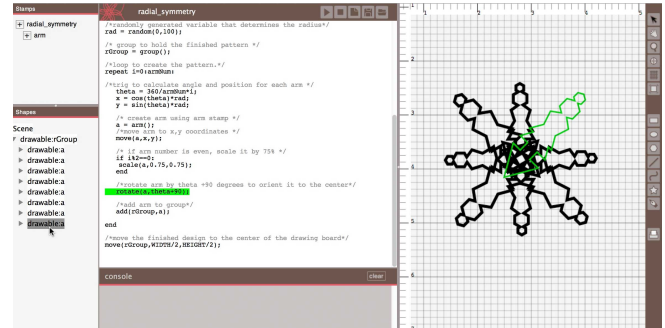 Stamps
radial_symmetry
arm
Shapes
Scene
drawable:rGroup
drawable:a
drawable:a
drawable:a
drawable:a
drawable:a
drawable:a
drawable:a
drawable:a
radial_symmetry
/*randomly generated variable that determines the radius*/
rad = random(0,100);
/* group to hold the finished pattern */
rGroup = group();
/*loop to create the pattern.*/
repeat i=0:armNum;
/*trig to calculate angle and position for each arm */
theta = 360/armNum*i;
x = cos(theta)*rad;
y = sin(theta)*rad;
/* create arm using arm stamp */
a = arm();
/*move arm to x,y coordinates */
move(a,x,y);
/* if arm number is even, scale it by 75% */
if i%2==0:
scale(a,0.75,0.75);
end
/*rotate arm by theta +90 degrees to orient it to the center*/
rotate(a,theta+90);
/*add arm to group*/
add(rGroup,a);
end
/*move the finished design to the center of the drawing board*/
move(rGroup,WIDTH/2,HEIGHT/2);
console
clear
1
2
3
4
5
1
2
3
4
5
6